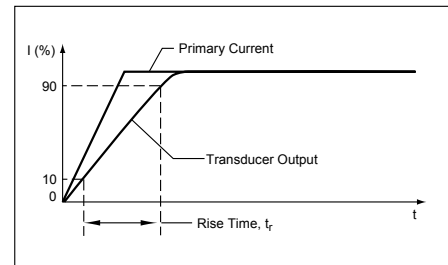 I (%)
Primary Current
90
Transducer Output
10
0
t
Rise Time, tr